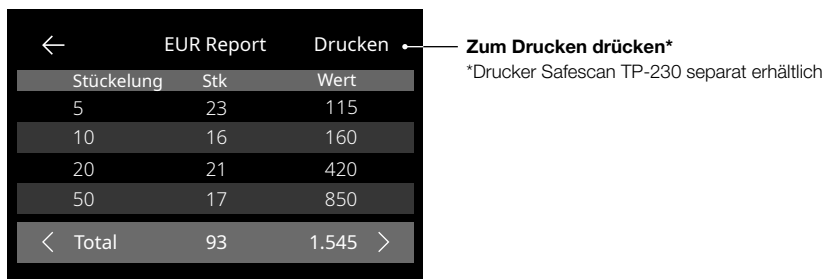 EUR Report Drucken
Zum Drucken drücken*
*Drucker Safescan TP-230 separat erhältlich
Stückelung Stk Wert
5 23 115
10 16 160
20 21 420
50 17 850
Total 93 1.545